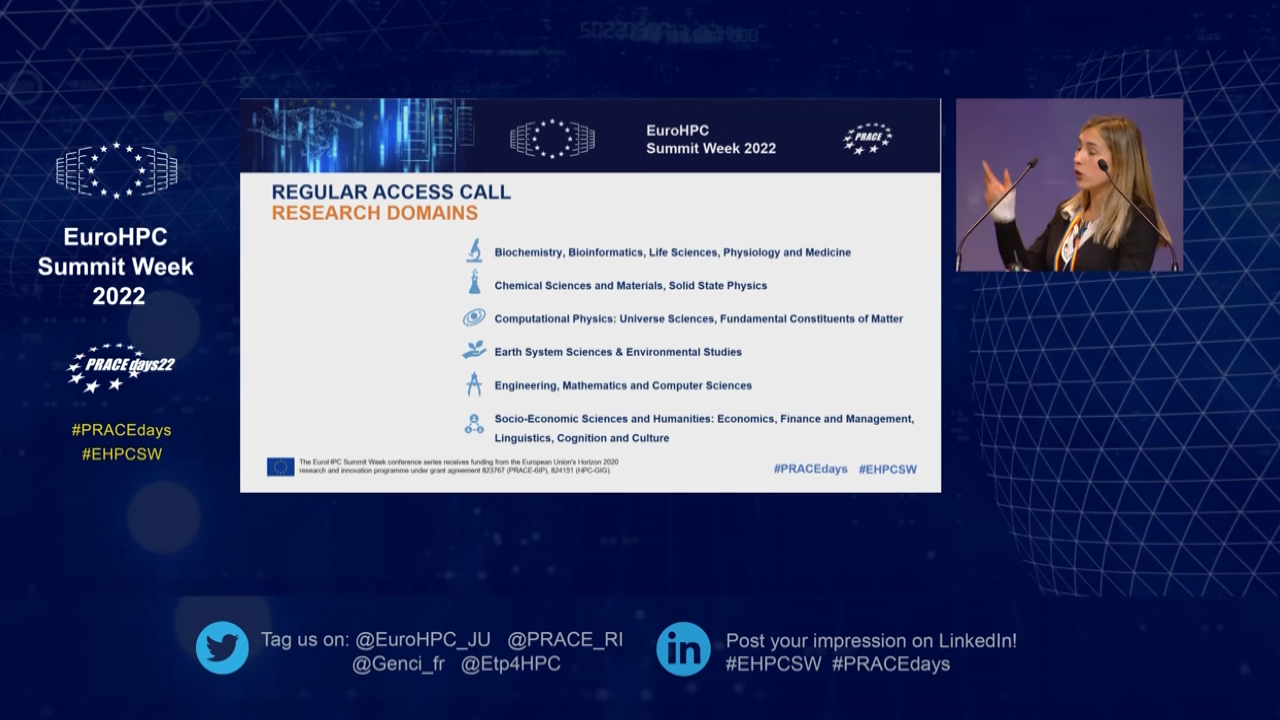 EuroHPC
Summit Week
2022
PRACEdays22
#PRACEdays
#EHPCSW
EuroHPC
Summit Week 2022
PRACE
REGULAR ACCESS CALL
RESEARCH DOMAINS
Biochemistry, Bioinformatics, Life Sciences, Physiology and Medicine
Chemical Sciences and Materials, Solid State Physics
Computational Physics: Universe Sciences, Fundamental Constituents of Matter
Earth System Sciences & Environmental Studies
Engineering, Mathematics and Computer Sciences
Socio-Economic Sciences and Humanities: Economics, Finance and Management,
Linguistics, Cognition and Culture
The EuroHPC Summit Week conference series receives funding from the European Union's Horizon 2020
research and innovation programme under grant agreement 823767 (PRACE-6IP), 824151 (HPC-GIG)
#PRACEdays #EHPCSW
Tag us on: @EuroHPC_JU @PRACE_RI
@Genci_fr @Etp4HPC
in
Post your impression on LinkedIn!
#EHPCSW #PRACEdays